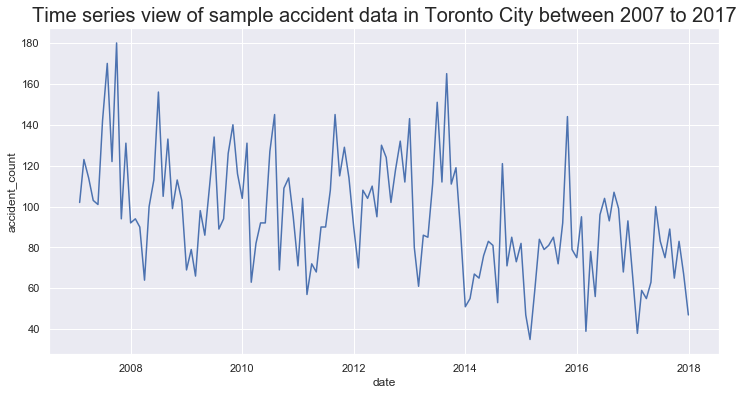 Time series view of sample accident data in Toronto City between 2007 to 2017
180
160
140
120
100
80
60
40
accident_count
2008 2010 2012 2014 2016 2018
date